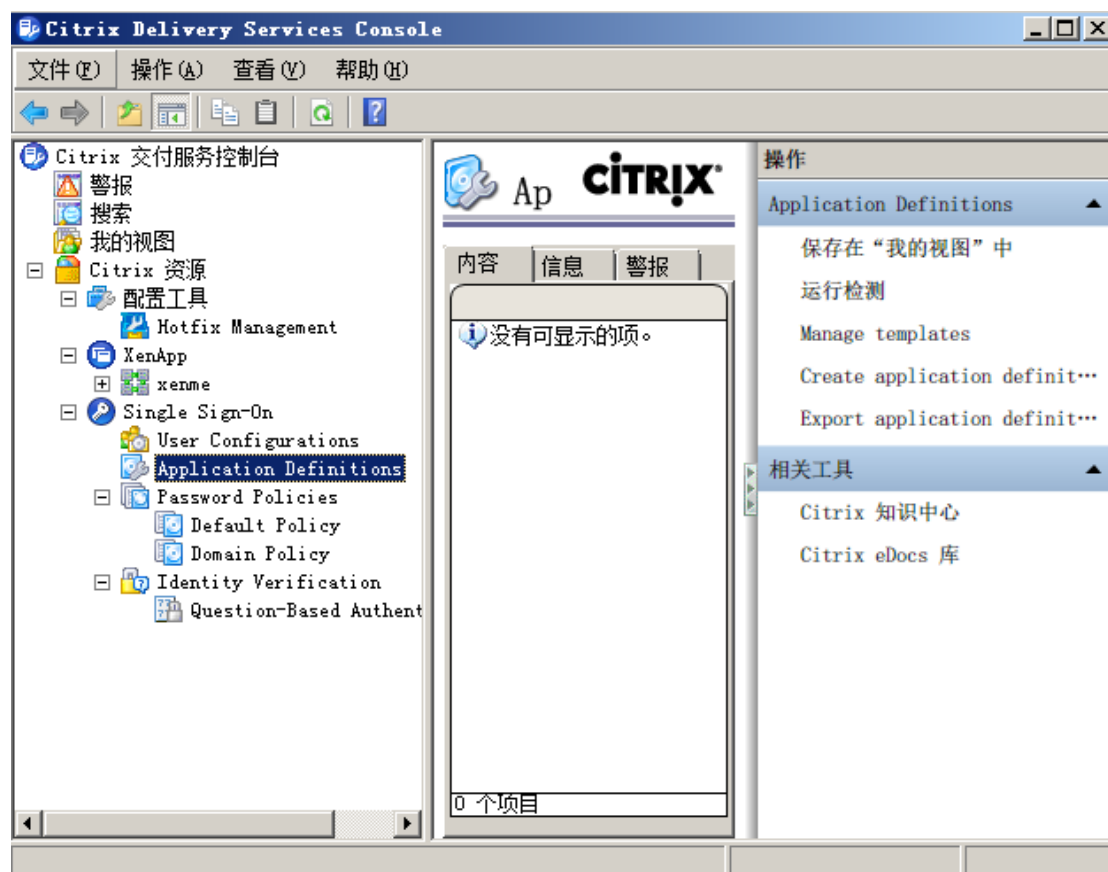 Citrix Delivery Services Console
文件(F) 操作(A) 查看(V) 帮助(H)
Citrix 交付服务控制台
警报
搜索
我的视图
Citrix 资源
配置工具
Hotfix Management
XenApp
xenme
Single Sign-On
User Configurations
Application Definitions
Password Policies
Default Policy
Domain Policy
Identity Verification
Question-Based Authent
Ap CITRIX
内容 信息 警报
没有可显示的项。
0 个项目
操作
Application Definitions
保存在“我的视图”中
运行检测
Manage templates
Create application definit…
Export application definit…
相关工具
Citrix 知识中心
Citrix eDocs 库